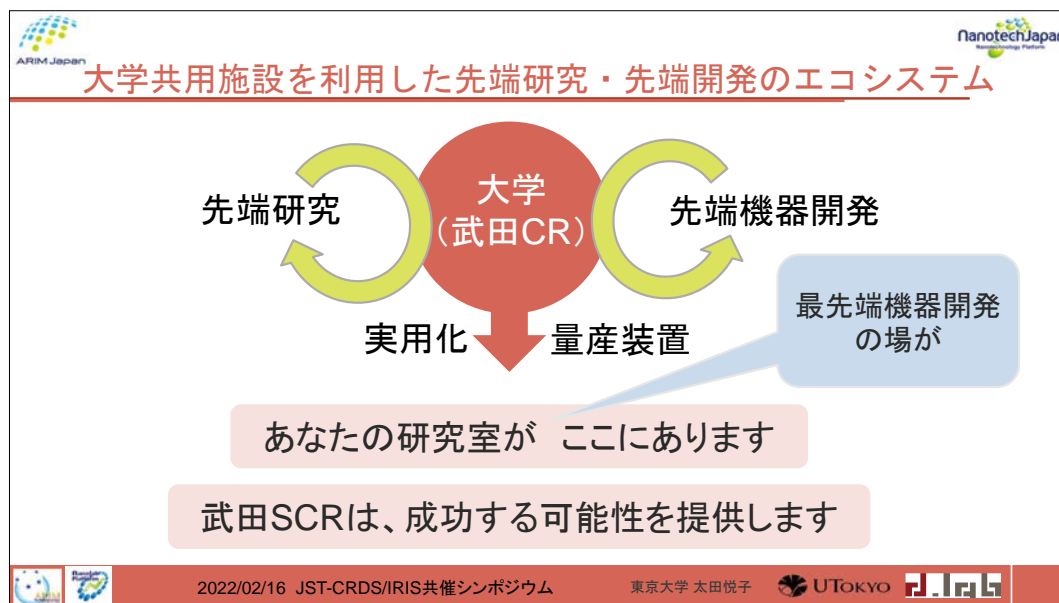 ARIM Japan
NanotechJapan
Nanotechnology Platform
大学共用施設を利用した先端研究・先端開発のエコシステム
先端研究
大学
(武田CR)
先端機器開発
実用化
量産装置
最先端機器開発
の場が
あなたの研究室が ここにあります
武田SCRは、成功する可能性を提供します
2022/02/16 JST-CRDS/IRIS共催シンポジウム
東京大学 太田悦子
UTOKYO
d.lab